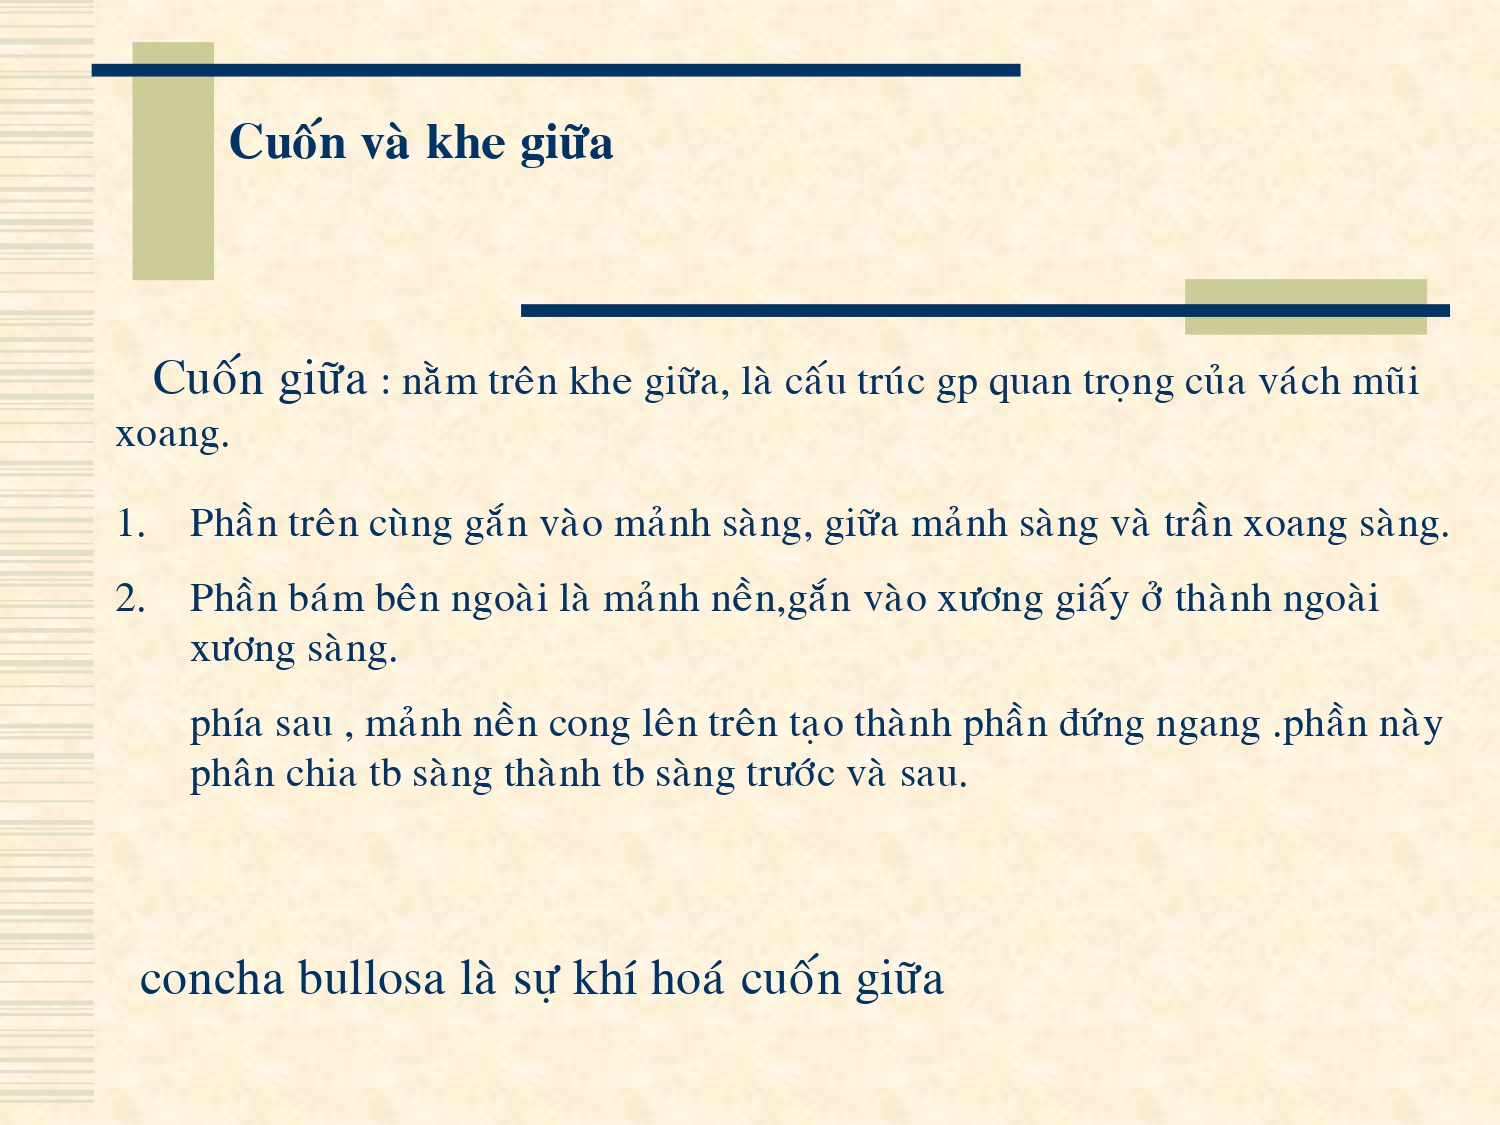 Cuốn và khe giữa
Cuốn giữa : nằm trên khe giữa, là cấu trúc gp quan trọng của vách mũi
xoang.
1. Phần trên cùng gắn vào mảnh sàng, giữa mảnh sàng và trần xoang sàng.
2. Phần bám bên ngoài là mảnh nền,gắn vào xương giấy ở thành ngoài
xương sàng.
phía sau , mảnh nền cong lên trên tạo thành phần đứng ngang .phần này
phân chia tb sàng thành tb sàng trước và sau.
concha bullosa là sự khí hoá cuốn giữa